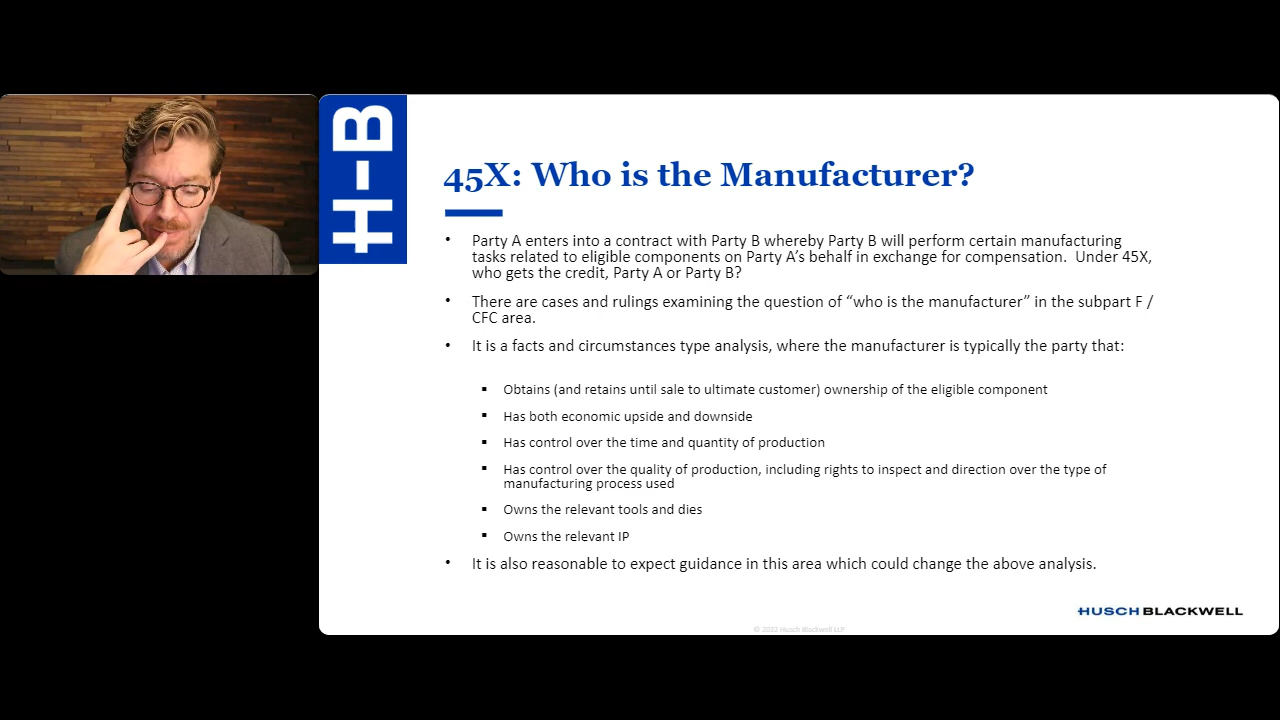 H-B
45X: Who is the Manufacturer?
• Party A enters into a contract with Party B whereby Party B will perform certain manufacturing
tasks related to eligible components on Party A’s behalf in exchange for compensation.  Under 45X,
who gets the credit, Party A or Party B?
• There are cases and rulings examining the question of “who is the manufacturer” in the subpart F /
CFC area.
• It is a facts and circumstances type analysis, where the manufacturer is typically the party that:
▪ Obtains (and retains until sale to ultimate customer) ownership of the eligible component
▪ Has both economic upside and downside
▪ Has control over the time and quantity of production
▪ Has control over the quality of production, including rights to inspect and direction over the type of
manufacturing process used
▪ Owns the relevant tools and dies
▪ Owns the relevant IP
• It is also reasonable to expect guidance in this area which could change the above analysis.
HUSCH BLACKWELL
© 2022 Husch Blackwell LLP